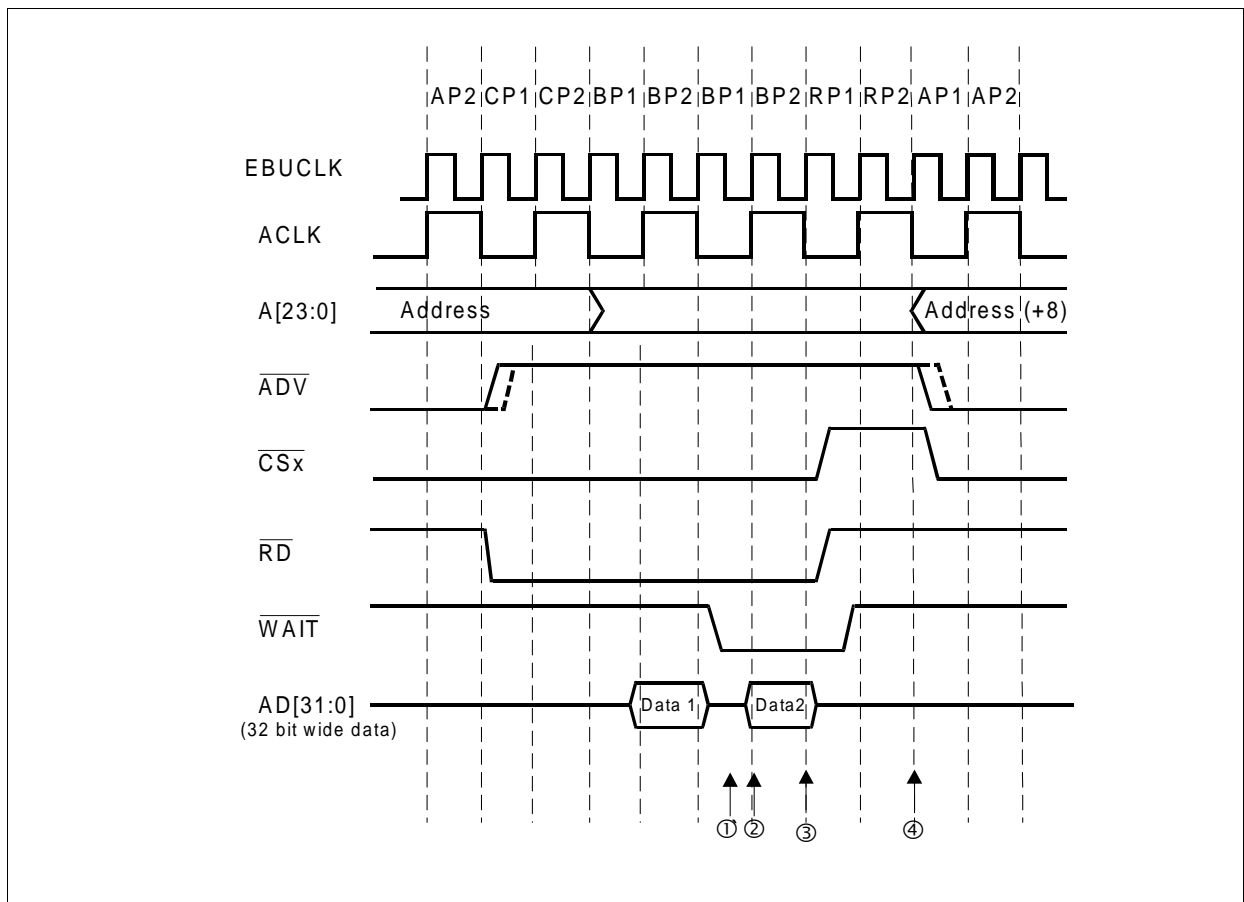 AP2 CP1 CP2 BP1 BP2 BP1 BP2 RP1 RP2 AP1 AP2
EBUCLK
ACLK
A[23:0] Address Address (+8)
ADV
CSx
RD
WAIT
AD[31:0] Data 1 Data2
(32 bit wide data)
① ② ③ ④